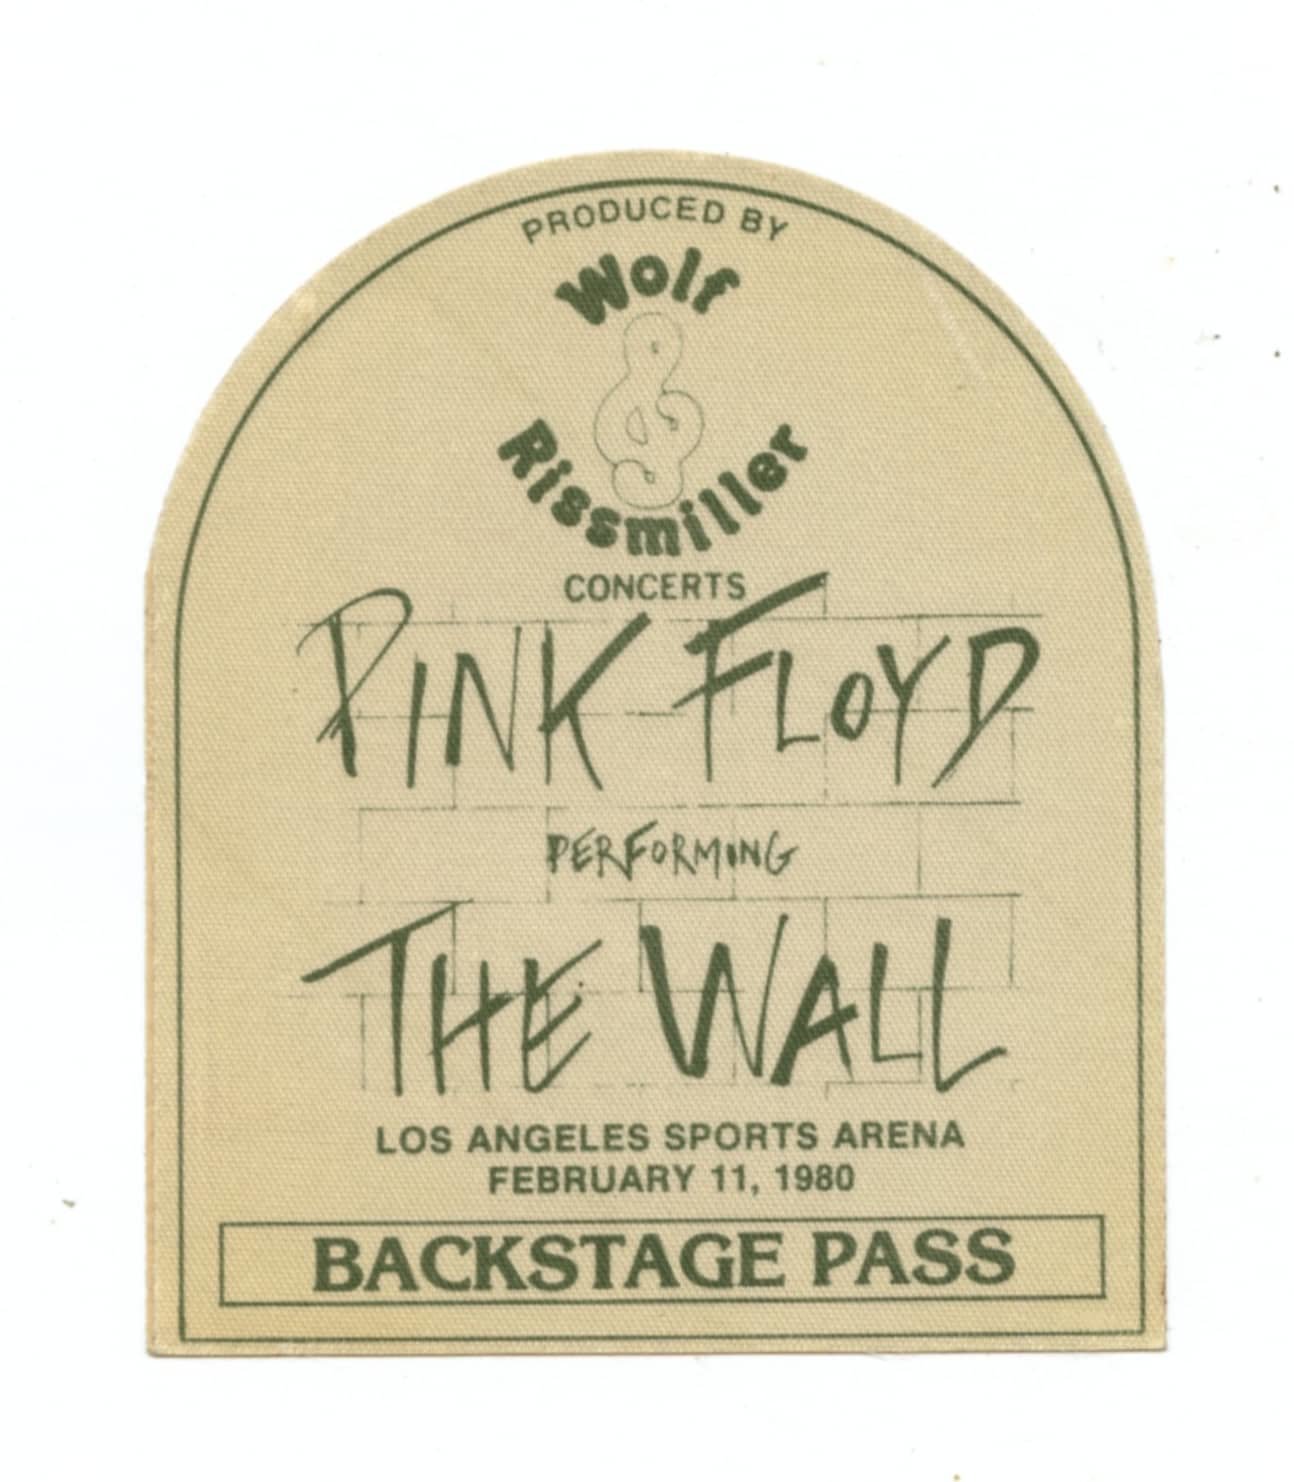 PRODUCED BY
Wolf
&
Rissmiller
CONCERTS
PINK FLOYD
PERFORMING
THE WALL
LOS ANGELES SPORTS ARENA
FEBRUARY 11, 1980
BACKSTAGE PASS